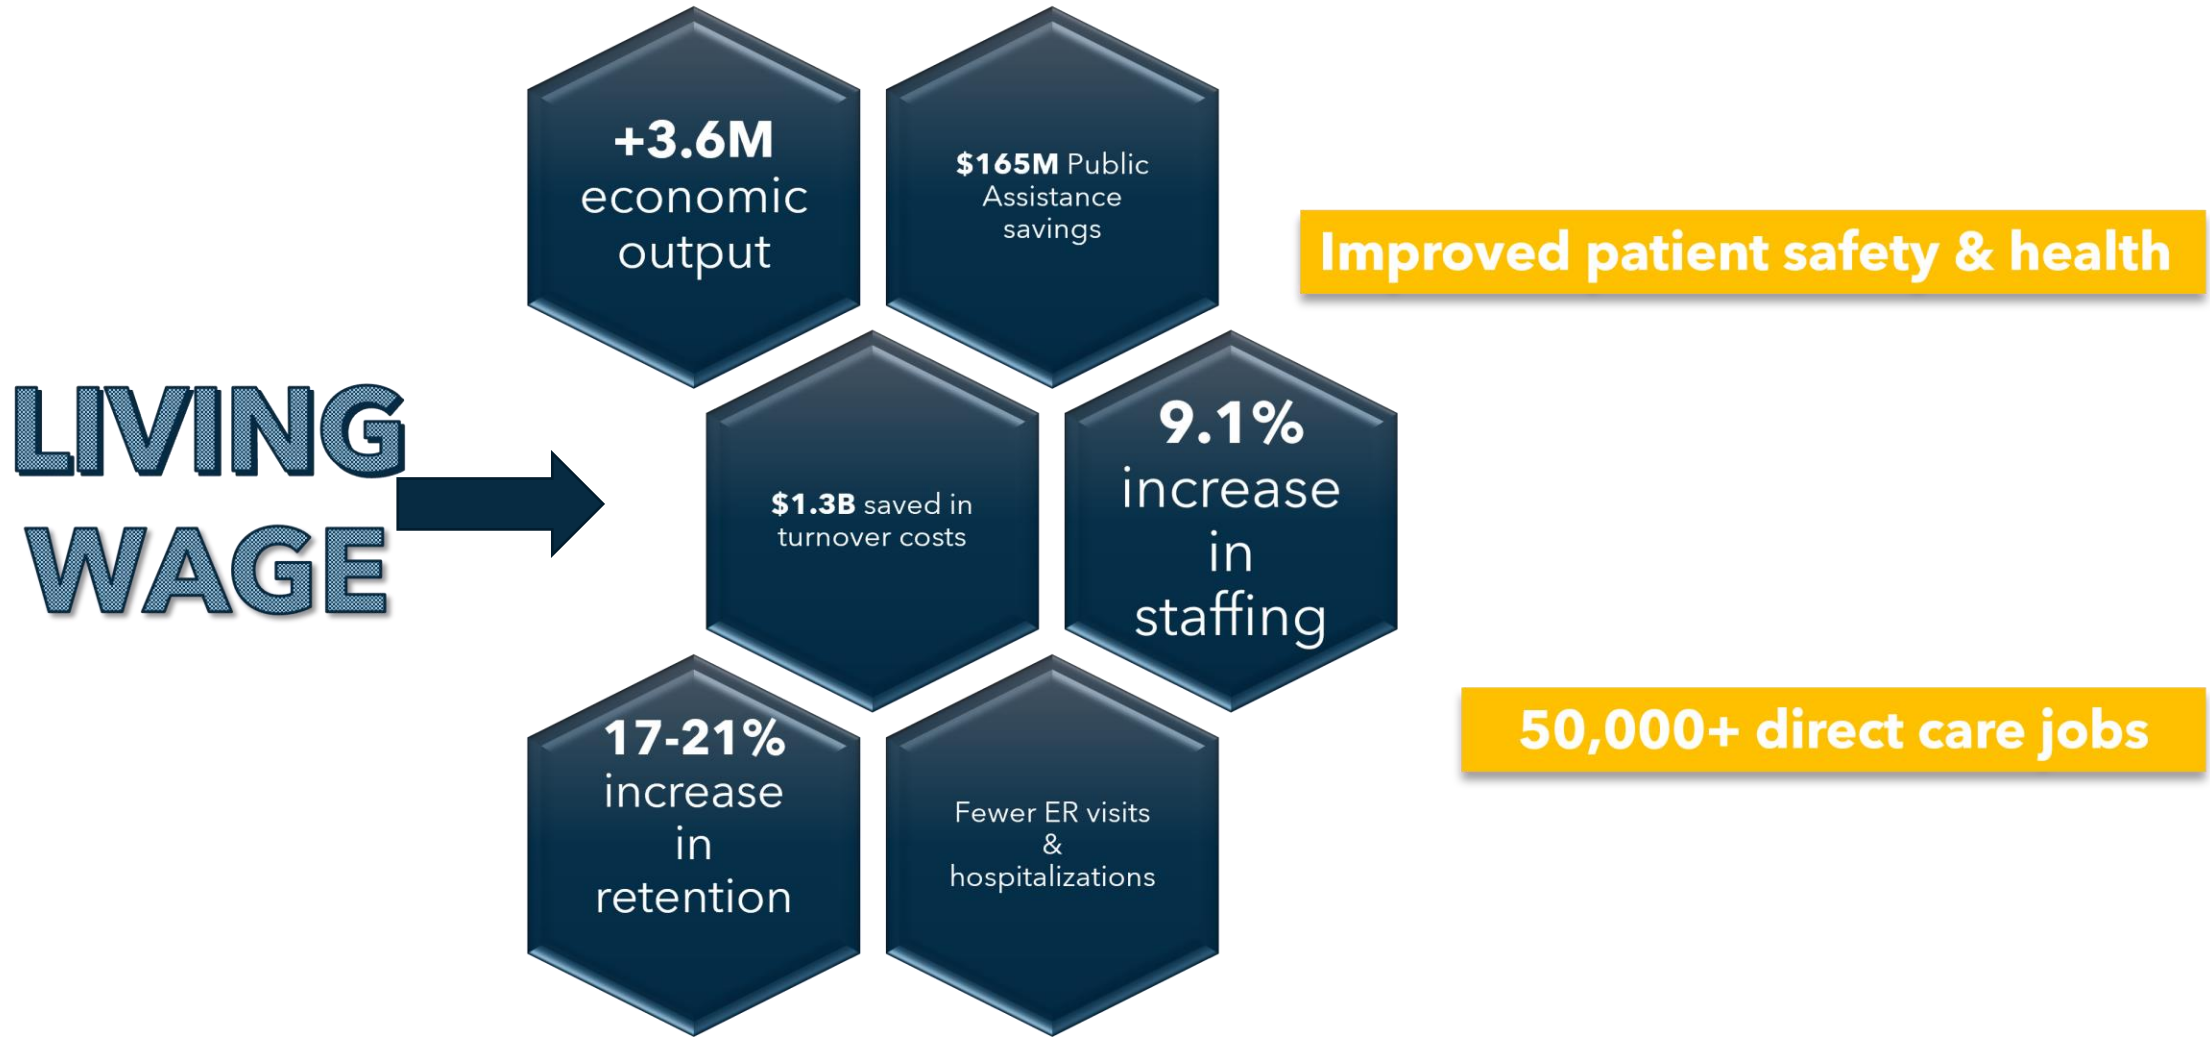 LIVING
WAGE
+3.6M
economic
output
$165M Public
Assistance
savings
$1.3B saved in
turnover costs
9.1%
increase
in
staffing
17-21%
increase
in
retention
Fewer ER visits
&
hospitalizations
Improved patient safety & health
50,000+ direct care jobs